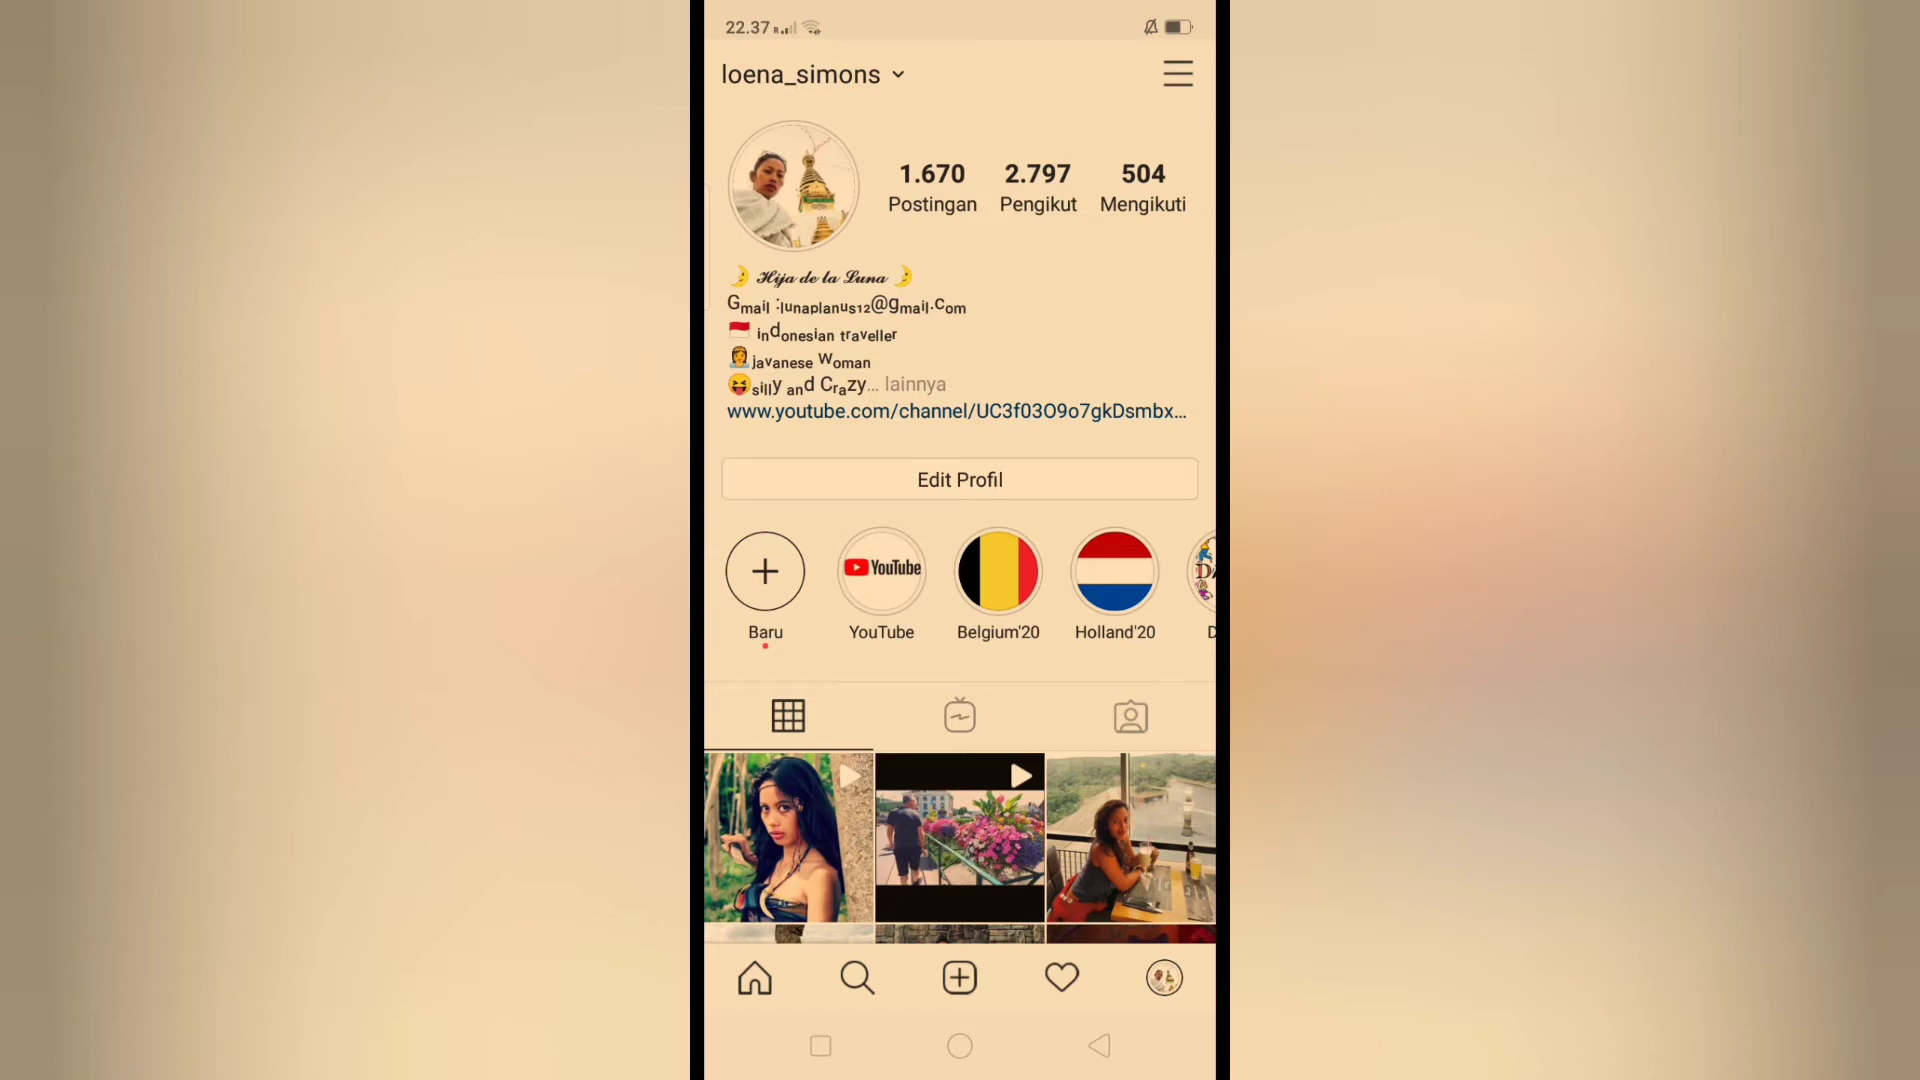 22.37
loena_simons
1.670 2.797 504
Postingan Pengikut Mengikuti
🌛 𝓗𝓲𝓳𝓪 𝓭𝓮 𝓵𝓪 𝓛𝓾𝓷𝓪 🌛
Gmail :lunaplanus12@gmail.com
🇮🇩 indonesian traveller
👸javanese Woman
😝silly and Crazy... lainnya
www.youtube.com/channel/UC3f03O9o7gkDsmbx...
Edit Profil
YouTube
Baru YouTube Belgium'20 Holland'20 D